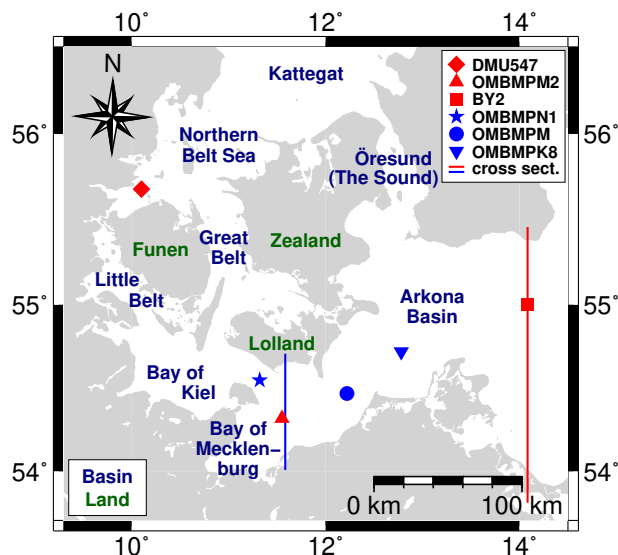 10° 12° 14°
N
Kattegat
DMU547
OMBMPM2
BY2
OMBMPN1
OMBMPM
OMBMPK8
cross sect.
56° 56°
Northern
Belt Sea
Öresund
(The Sound)
Funen
Great
Belt
Zealand
Little
Belt
Arkona
Basin
55° 55°
Lolland
Bay of
Kiel
Bay of
Mecklen–
burg
Basin
Land
54° 54°
0 km 100 km
10° 12° 14°